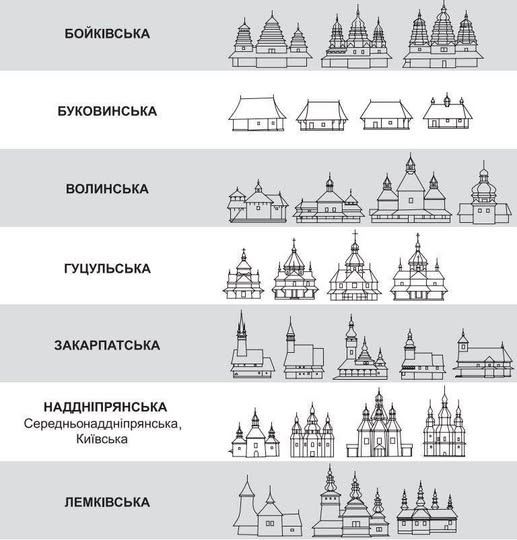 БОЙКІВСЬКА
БУКОВИНСЬКА
ВОЛИНСЬКА
ГУЦУЛЬСЬКА
ЗАКАРПАТСЬКА
НАДДНІПРЯНСЬКА
Середньонаддніпрянська,
Київська
ЛЕМКІВСЬКА